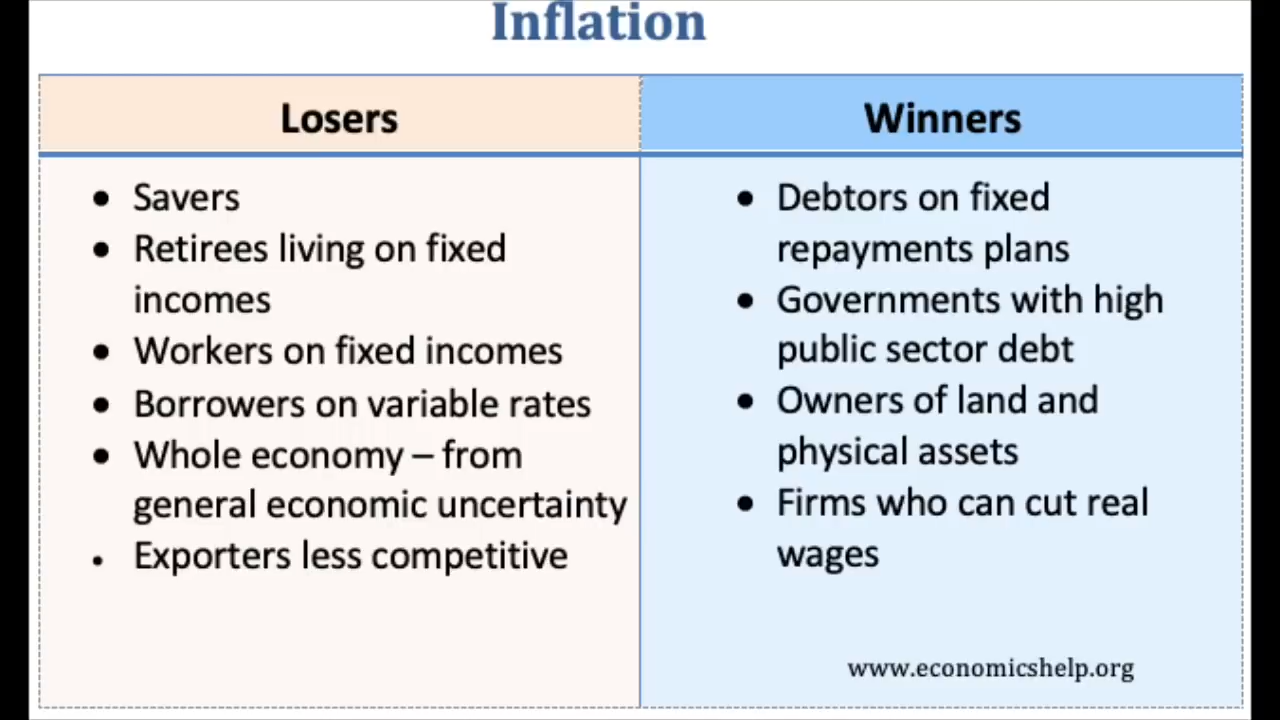 Inflation
Losers
• Savers
• Retirees living on fixed
incomes
• Workers on fixed incomes
• Borrowers on variable rates
• Whole economy – from
general economic uncertainty
• Exporters less competitive
Winners
• Debtors on fixed
repayments plans
• Governments with high
public sector debt
• Owners of land and
physical assets
• Firms who can cut real
wages
www.economicshelp.org